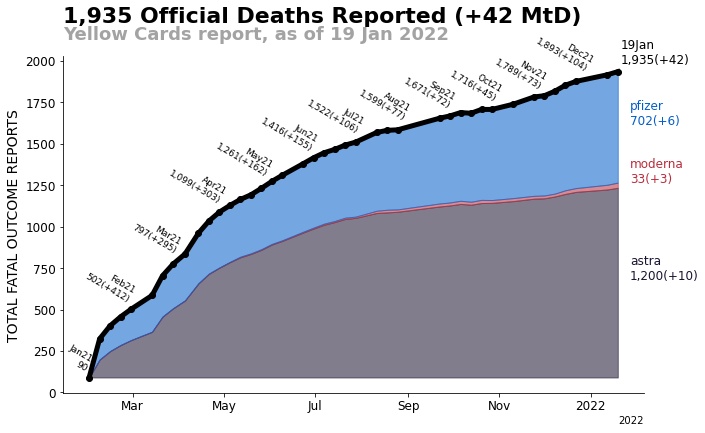 1,935 Official Deaths Reported (+42 MtD)
Yellow Cards report, as of 19 Jan 2022
TOTAL FATAL OUTCOME REPORTS
2000
1750
1500
1250
1000
750
500
250
0
Jan21
90
Feb21
502(+412)
Mar21
797(+295)
Apr21
1,099(+303)
May21
1,261(+162)
Jun21
1,416(+155)
Jul21
1,522(+106)
Aug21
1,599(+77)
Sep21
1,671(+72)
Oct21
1,716(+45)
Nov21
1,789(+73)
Dec21
1,893(+104)
19Jan
1,935(+42)
pfizer
702(+6)
moderna
33(+3)
astra
1,200(+10)
Mar
May
Jul
Sep
Nov
2022
2022